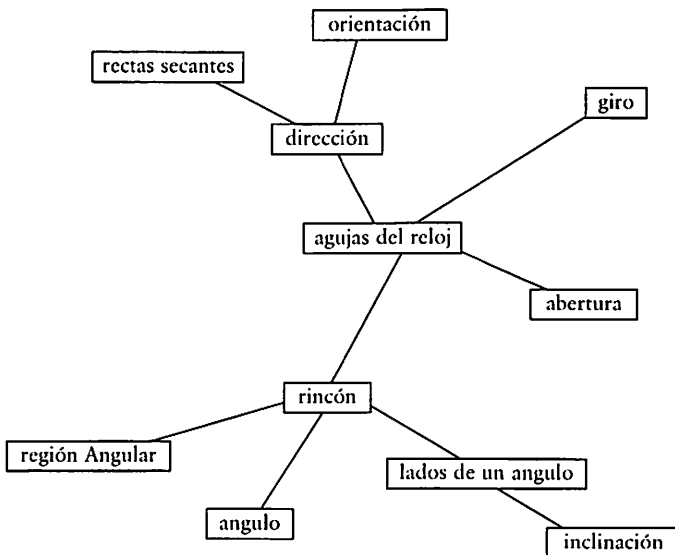 orientación
rectas secantes
giro
dirección
agujas del reloj
abertura
rincón
región Angular
lados de un angulo
angulo
inclinación